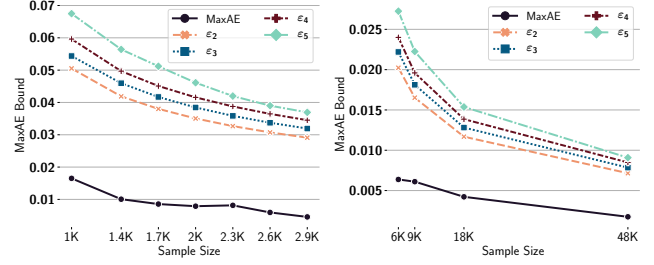 0.07
0.06
0.05
0.04
0.03
0.02
0.01
MaxAE Bound
MaxAE
ε₂
ε₃
ε₄
ε₅
1K 1.4K 1.7K 2K 2.3K 2.6K 2.9K
Sample Size
0.025
0.020
0.015
0.010
0.005
MaxAE Bound
MaxAE
ε₂
ε₃
ε₄
ε₅
6K 9K 18K 48K
Sample Size